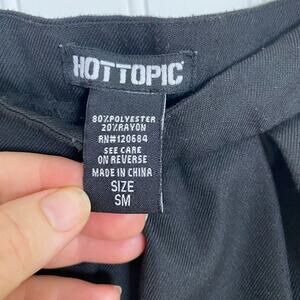 HOTTOPIC
80% POLYESTER
20% RAYON
RN#120684
SEE CARE
ON REVERSE
MADE IN CHINA
SIZE
SM